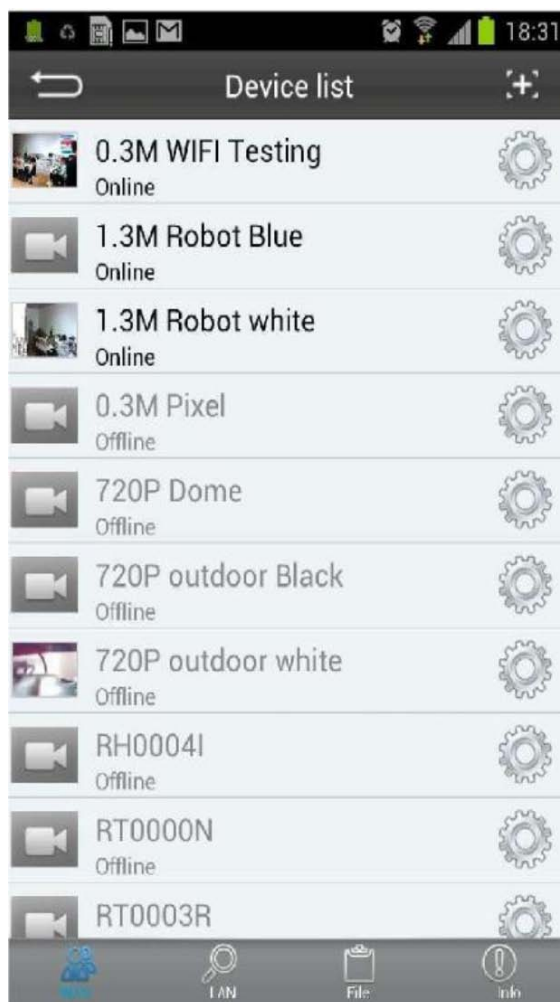 18:31
Device list
0.3M WIFI Testing
Online
1.3M Robot Blue
Online
1.3M Robot white
Online
0.3M Pixel
Offline
720P Dome
Offline
720P outdoor Black
Offline
720P outdoor white
Offline
RH0004I
Offline
RT0000N
Offline
RT0003R
LAN
File
Info